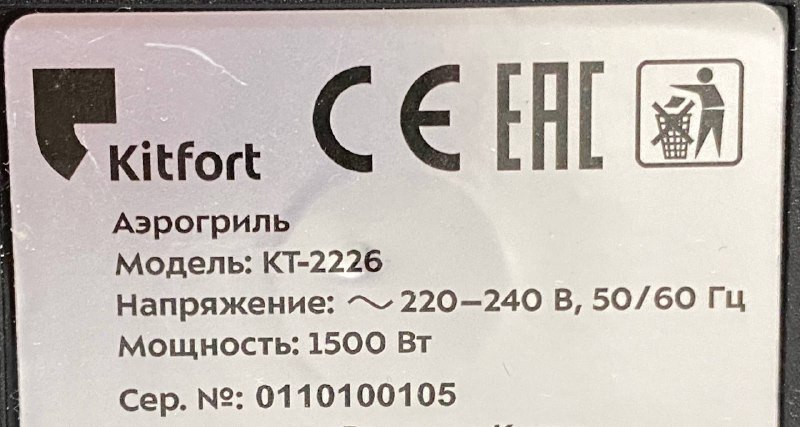 Kitfort CE EAC
Аэрогриль
Модель: КТ-2226
Напряжение: ~ 220–240 В, 50/60 Гц
Мощность: 1500 Вт
Сер. №: 0110100105